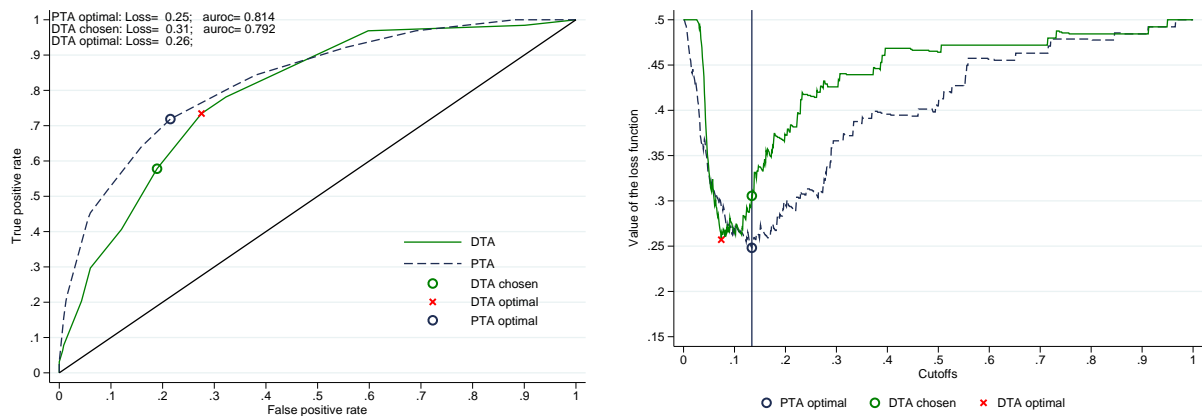 PTA optimal: Loss= 0.25; auroc= 0.814
DTA chosen: Loss= 0.31; auroc= 0.792
DTA optimal: Loss= 0.26;
True positive rate
1
.9
.8
.7
.6
.5
.4
.3
.2
.1
0
DTA
PTA
DTA chosen
DTA optimal
PTA optimal
0 .1 .2 .3 .4 .5 .6 .7 .8 .9 1
False positive rate
Value of the loss function
.5
.45
.4
.35
.3
.25
.2
.15
0 .1 .2 .3 .4 .5 .6 .7 .8 .9 1
Cutoffs
PTA optimal DTA chosen DTA optimal